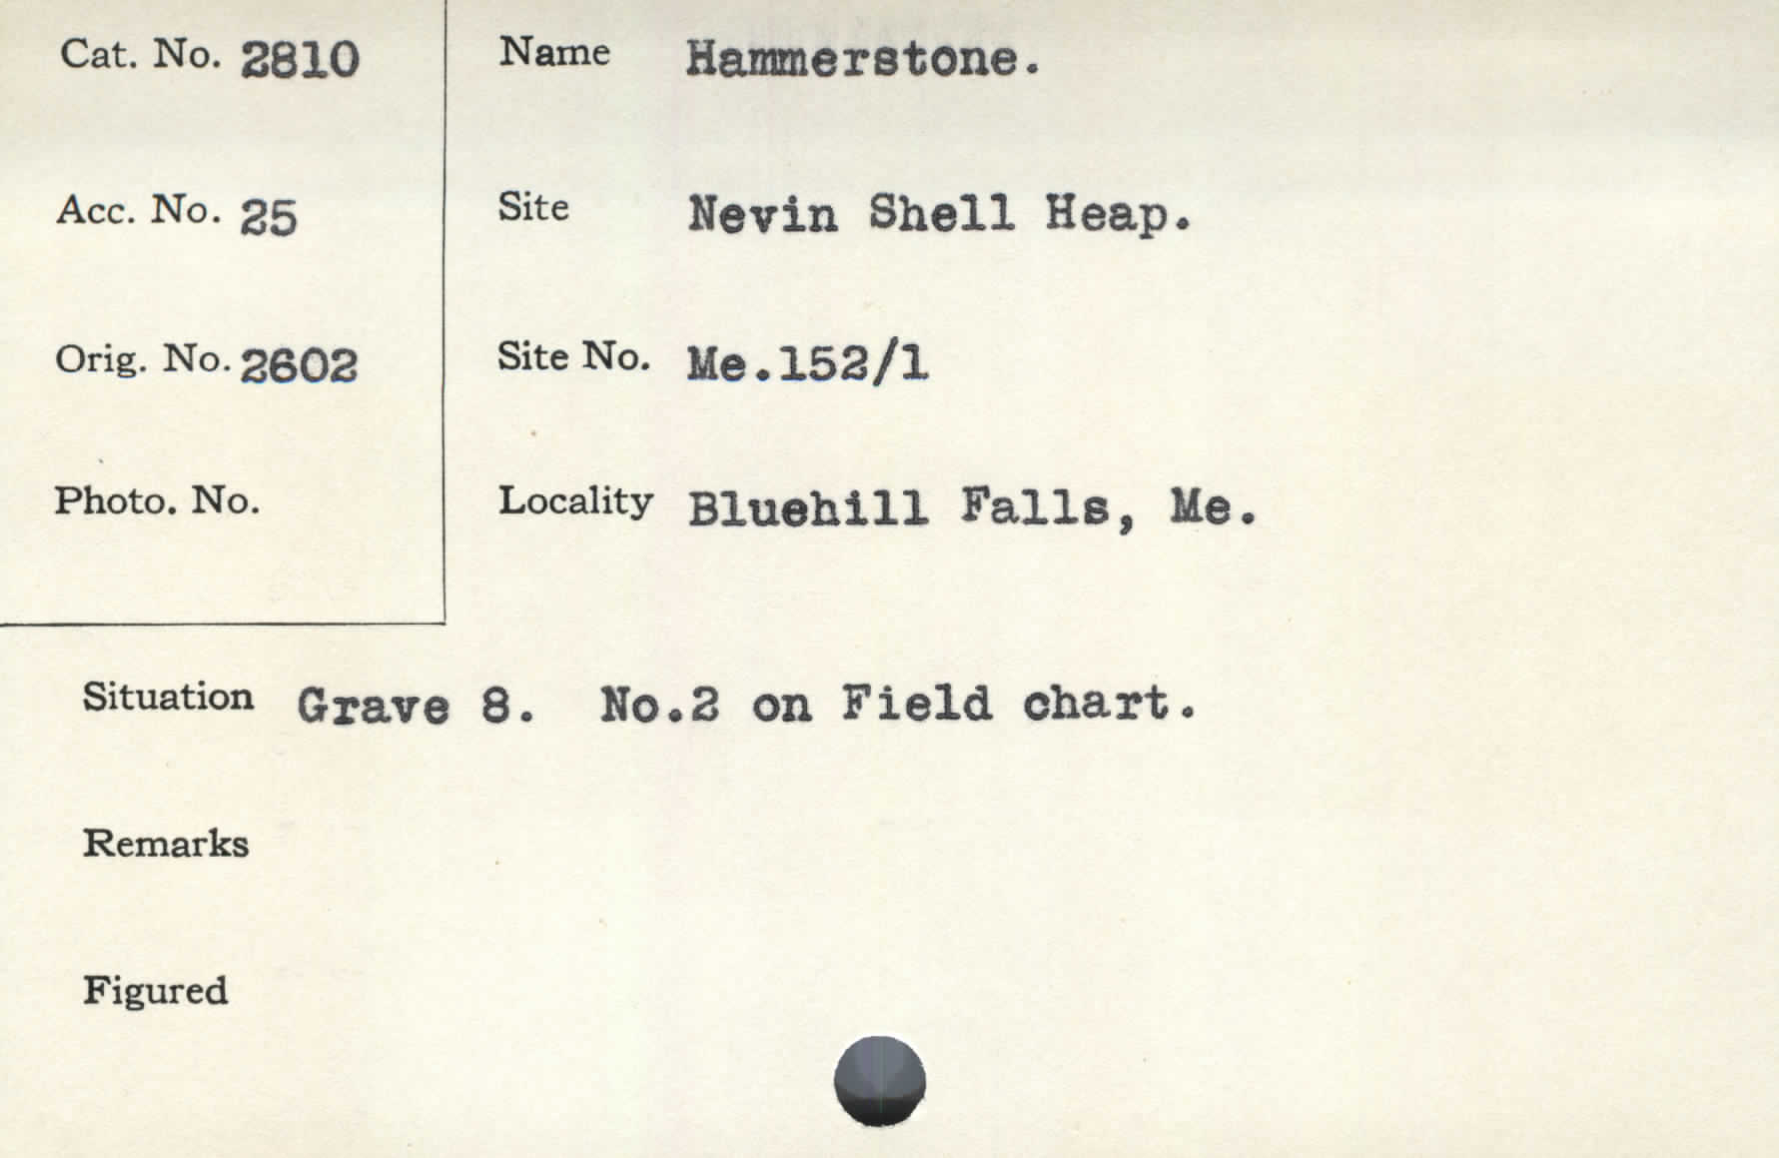 Cat. No. 2810
Acc. No. 25
Orig. No. 2602
Photo. No.
Name Hammerstone.
Site Nevin Shell Heap.
Site No. Me.152/1
Locality Bluehill Falls, Me.
Situation Grave 8. No.2 on Field chart.
Remarks
Figured